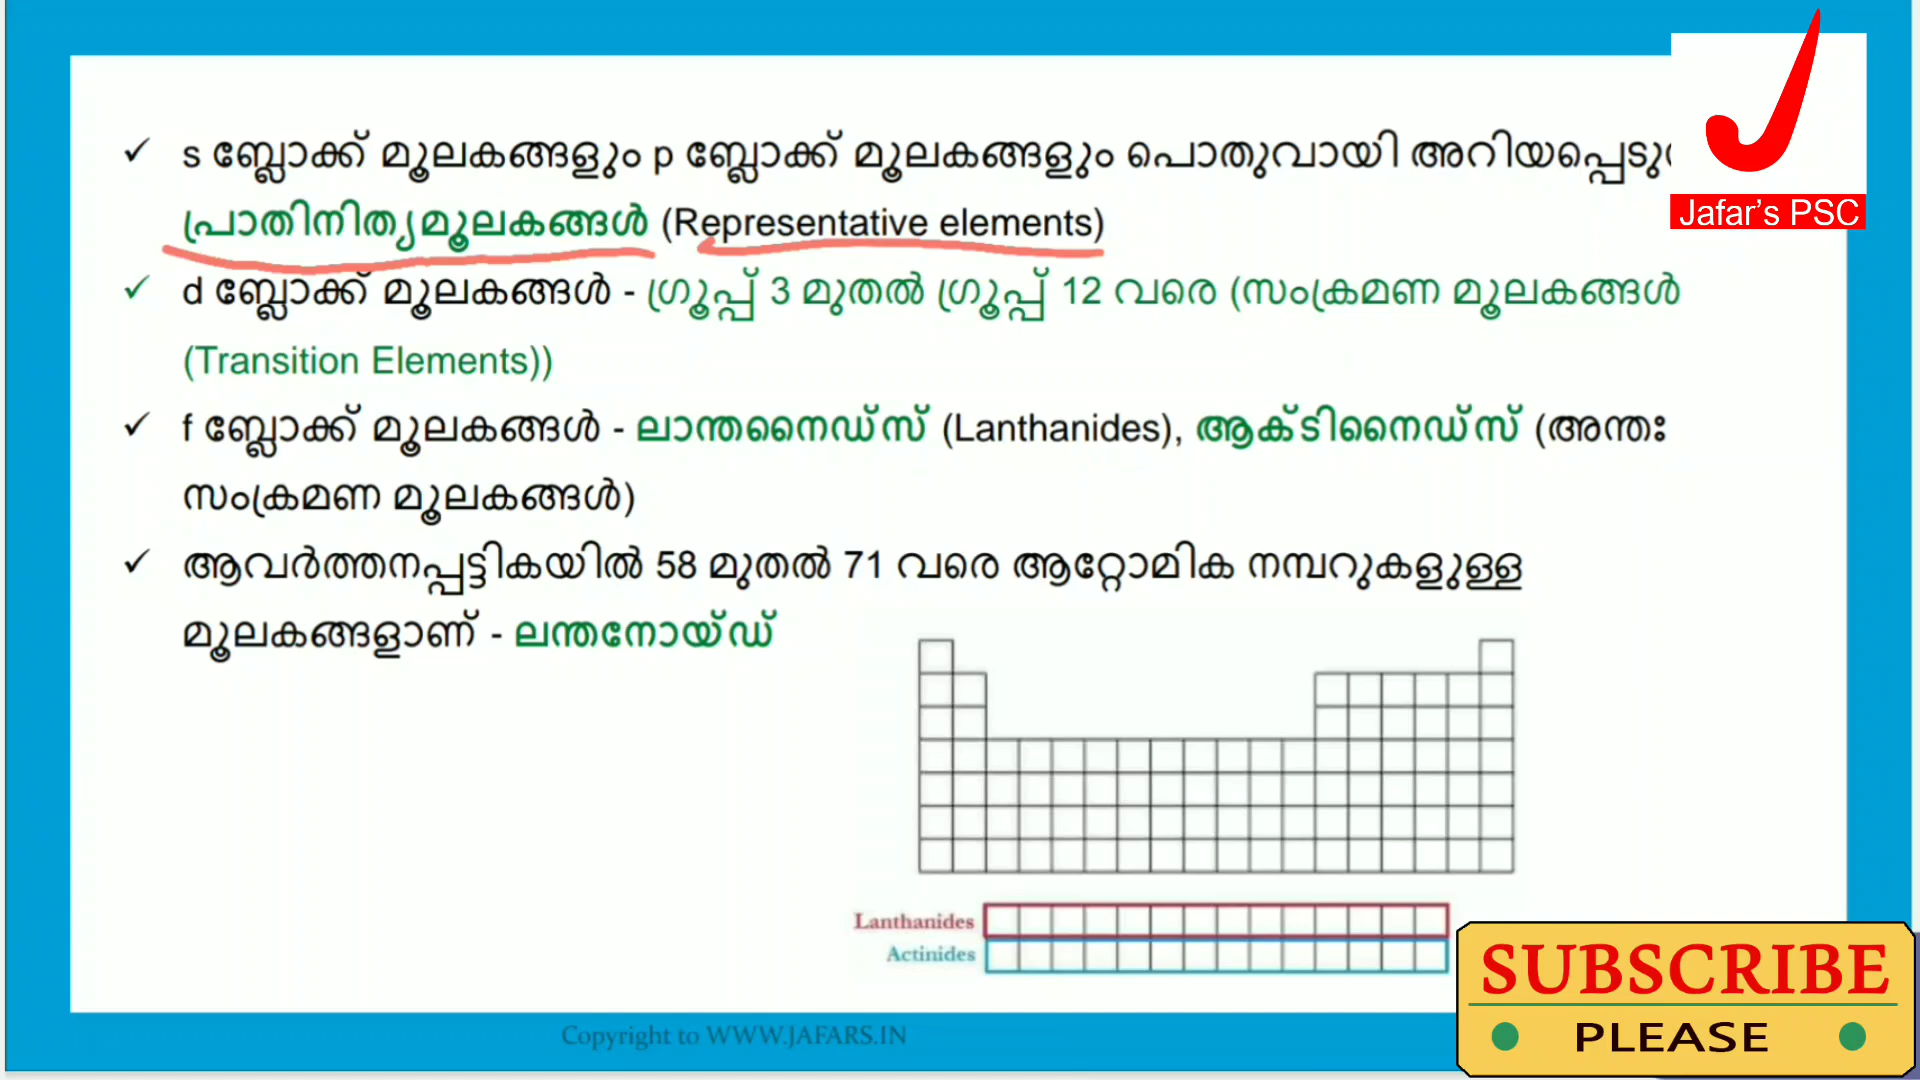 ✓ s ബ്ലോക്ക് മൂലകങ്ങളും p ബ്ലോക്ക് മൂലകങ്ങളും പൊതുവായി
പ്രാതിനിത്യമൂലകങ്ങൾ (Representative elements)
✓ d ബ്ലോക്ക് മൂലകങ്ങൾ - ഗ്രൂപ്പ് 3 മുതൽ ഗ്രൂപ്പ് 12 വരെ (സംക്രമണ മൂലകങ്ങൾ
(Transition Elements))
✓ f ബ്ലോക്ക് മൂലകങ്ങൾ - ലാന്തനൈഡ്സ് (Lanthanides), ആക്ടിനൈഡ്സ് (അന്തഃ
സംക്രമണ മൂലകങ്ങൾ)
✓ ആവർത്തനപ്പട്ടികയിൽ 58 മുതൽ 71 വരെ ആറ്റോമിക നമ്പറുകളുള്ള
മൂലകങ്ങളാണ് - ലന്തനോയ്ഡ്
Jafar's PSC
Lanthanides
Actinides
SUBSCRIBE
PLEASE
Copyright to WWW.JAFARS.IN